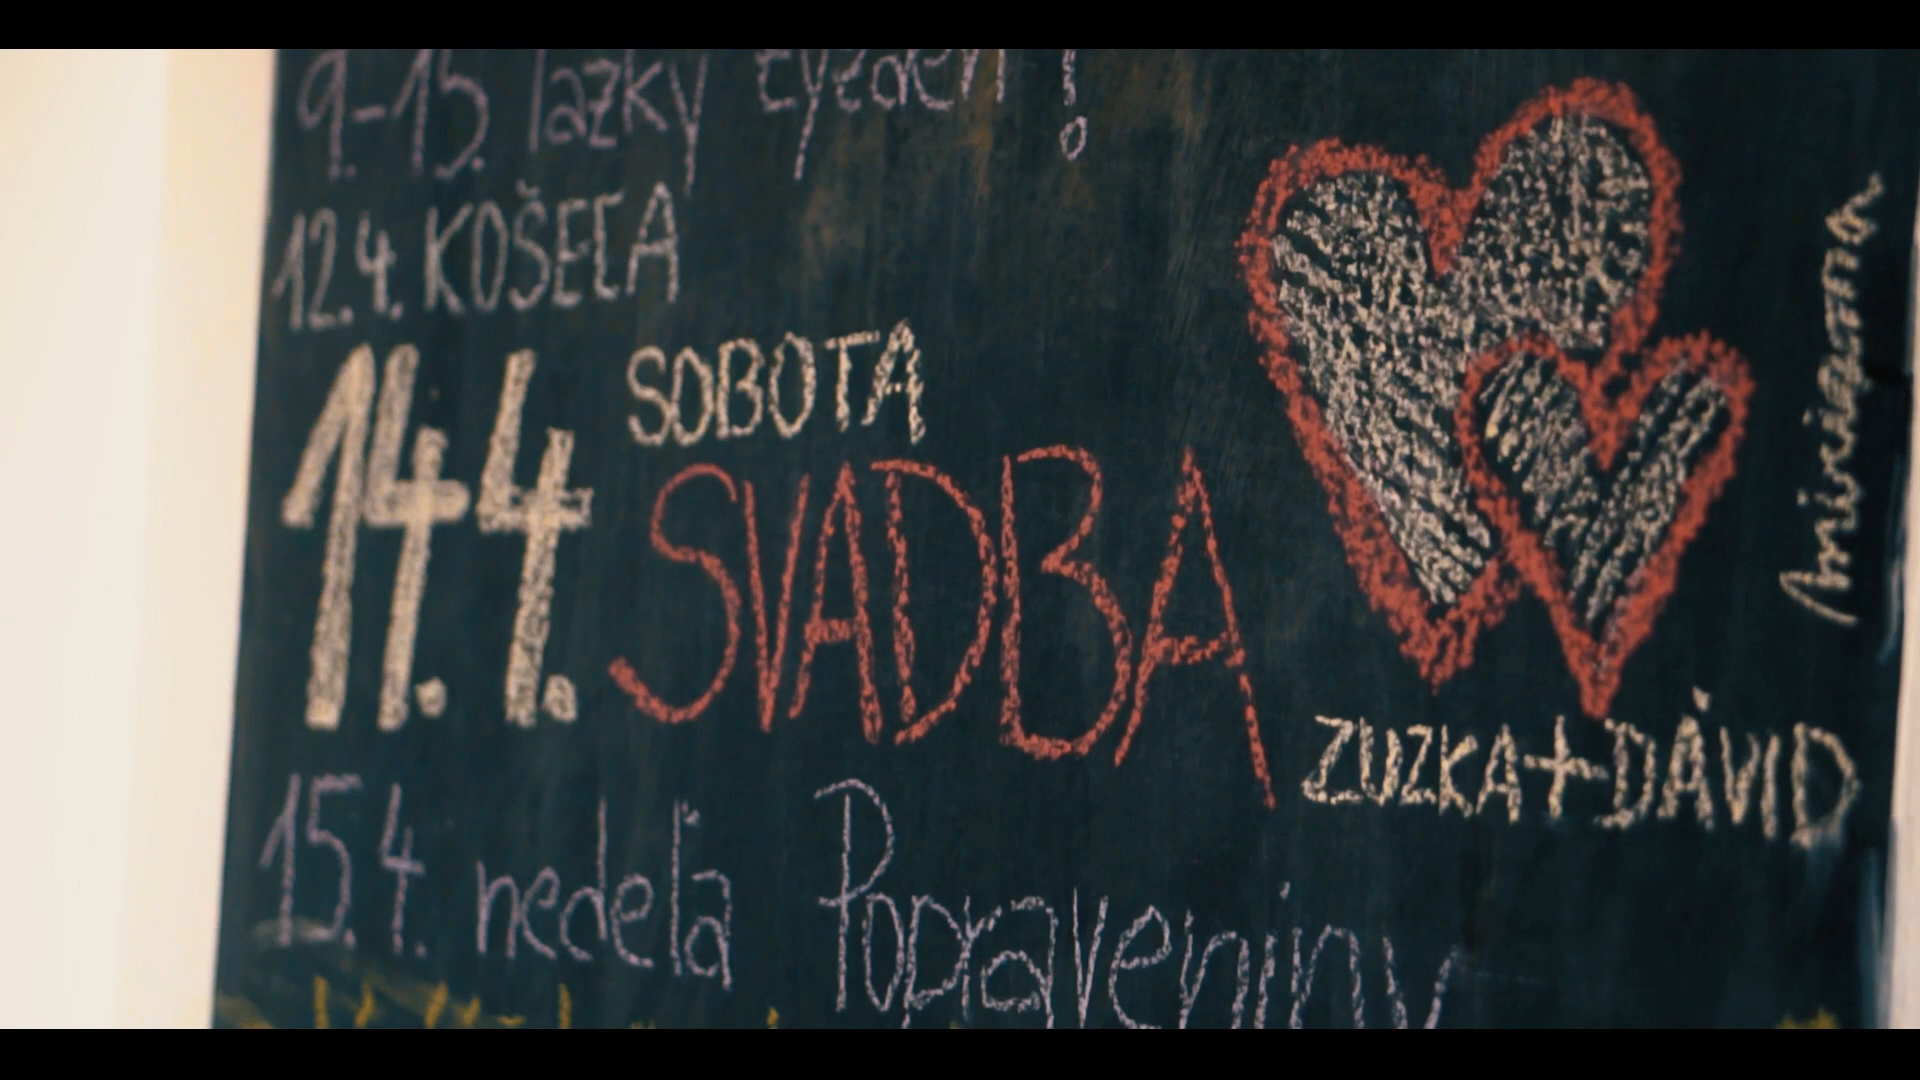 9.-15. ťažký týždeň!
12.4. KOŠEĽA
14.4. SOBOTA
SVADBA
ZUZKA+DÁVID
15.4. nedeľa Popraveniny